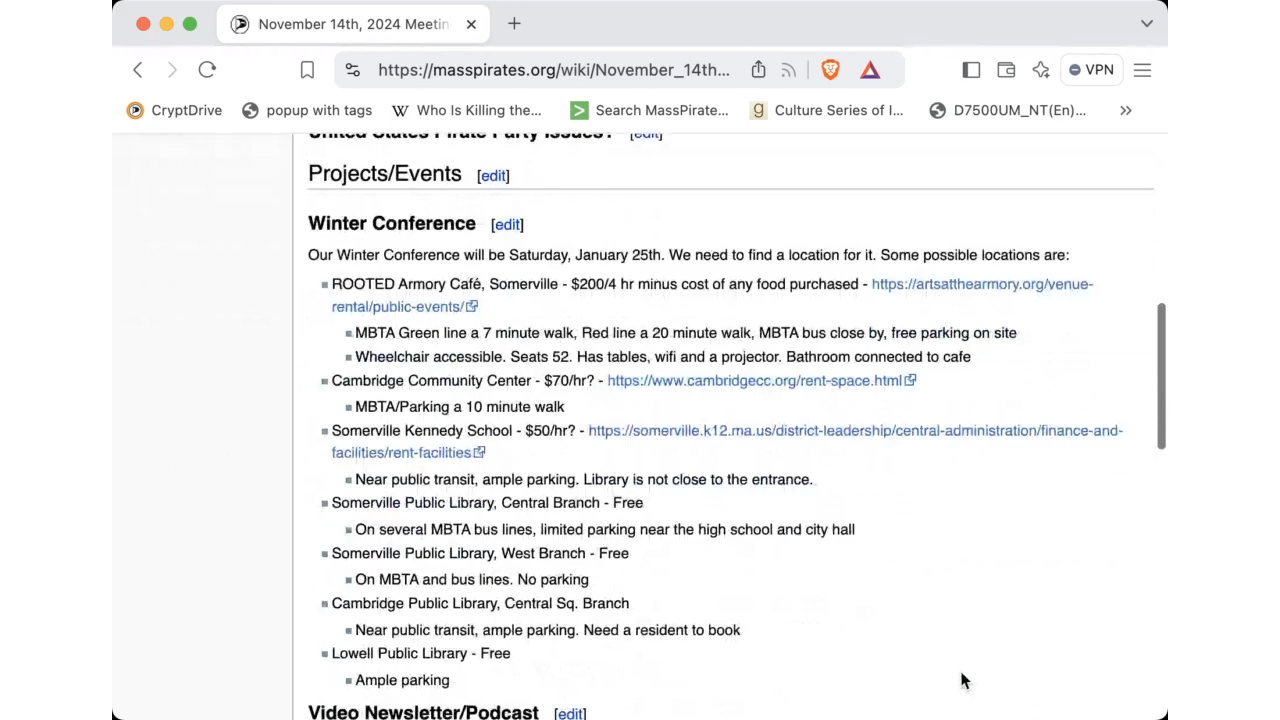 November 14th, 2024 Meetin
https://masspirates.org/wiki/November_14th...
VPN
CryptDrive
popup with tags
Who Is Killing the...
Search MassPirate...
Culture Series of I...
D7500UM_NT(En)...
United States Pirate Party Issues? [edit]
Projects/Events [edit]
Winter Conference [edit]
Our Winter Conference will be Saturday, January 25th. We need to find a location for it. Some possible locations are:
ROOTED Armory Café, Somerville - $200/4 hr minus cost of any food purchased - https://artsatthearmory.org/venue-
rental/public-events/
MBTA Green line a 7 minute walk, Red line a 20 minute walk, MBTA bus close by, free parking on site
Wheelchair accessible. Seats 52. Has tables, wifi and a projector. Bathroom connected to cafe
Cambridge Community Center - $70/hr? - https://www.cambridgecc.org/rent-space.html
MBTA/Parking a 10 minute walk
Somerville Kennedy School - $50/hr? - https://somerville.k12.ma.us/district-leadership/central-administration/finance-and-
facilities/rent-facilities
Near public transit, ample parking. Library is not close to the entrance.
Somerville Public Library, Central Branch - Free
On several MBTA bus lines, limited parking near the high school and city hall
Somerville Public Library, West Branch - Free
On MBTA and bus lines. No parking
Cambridge Public Library, Central Sq. Branch
Near public transit, ample parking. Need a resident to book
Lowell Public Library - Free
Ample parking
Video Newsletter/Podcast [edit]